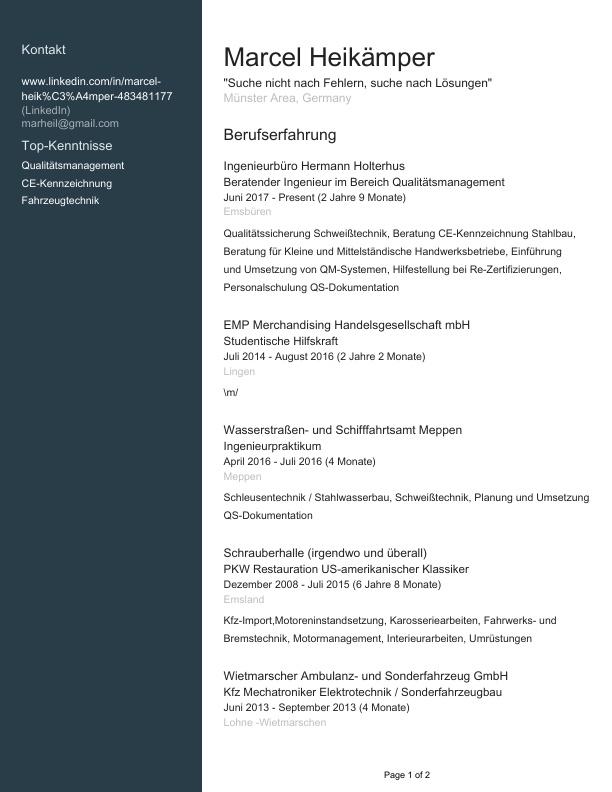 Kontakt
www.linkedin.com/in/marcel-
heik%C3%A4mper-483481177
(LinkedIn)
marheil@gmail.com
Top-Kenntnisse
Qualitätsmanagement
CE-Kennzeichnung
Fahrzeugtechnik
Marcel Heikämper
"Suche nicht nach Fehlern, suche nach Lösungen"
Münster Area, Germany
Berufserfahrung
Ingenieurbüro Hermann Holterhus
Beratender Ingenieur im Bereich Qualitätsmanagement
Juni 2017 - Present (2 Jahre 9 Monate)
Emsbüren
Qualitätssicherung Schweißtechnik, Beratung CE-Kennzeichnung Stahlbau,
Beratung für Kleine und Mittelständische Handwerksbetriebe, Einführung
und Umsetzung von QM-Systemen, Hilfestellung bei Re-Zertifizierungen,
Personalschulung QS-Dokumentation
EMP Merchandising Handelsgesellschaft mbH
Studentische Hilfskraft
Juli 2014 - August 2016 (2 Jahre 2 Monate)
Lingen
\m/
Wasserstraßen- und Schifffahrtsamt Meppen
Ingenieurpraktikum
April 2016 - Juli 2016 (4 Monate)
Meppen
Schleusentechnik / Stahlwasserbau, Schweißtechnik, Planung und Umsetzung
QS-Dokumentation
Schrauberhalle (irgendwo und überall)
PKW Restauration US-amerikanischer Klassiker
Dezember 2008 - Juli 2015 (6 Jahre 8 Monate)
Emsland
Kfz-Import,Motoreninstandsetzung, Karosseriearbeiten, Fahrwerks- und
Bremstechnik, Motormanagement, Interieurarbeiten, Umrüstungen
Wietmarscher Ambulanz- und Sonderfahrzeug GmbH
Kfz Mechatroniker Elektrotechnik / Sonderfahrzeugbau
Juni 2013 - September 2013 (4 Monate)
Lohne -Wietmarschen
Page 1 of 2